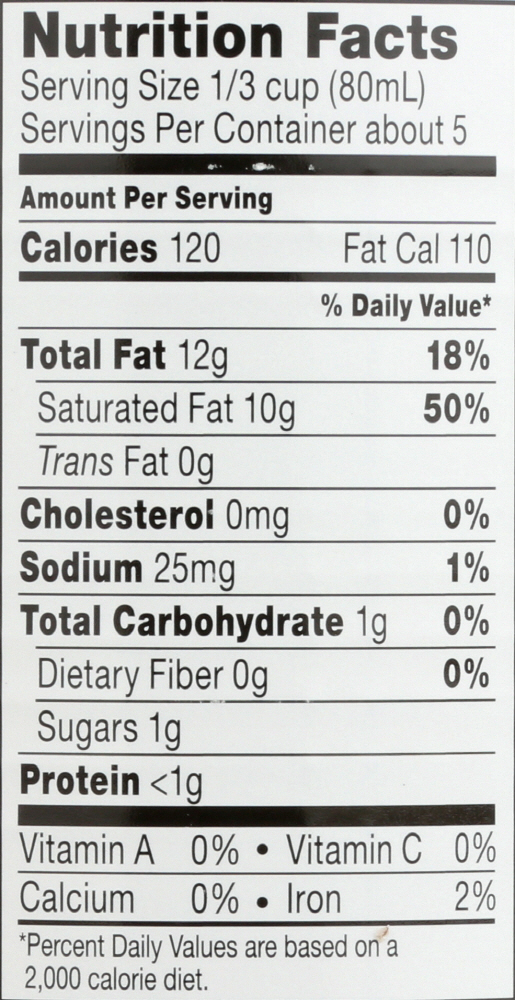 Nutrition Facts
Serving Size 1/3 cup (80mL)
Servings Per Container about 5
Amount Per Serving
Calories 120 Fat Cal 110
% Daily Value*
Total Fat 12g 18%
Saturated Fat 10g 50%
Trans Fat 0g
Cholesterol 0mg 0%
Sodium 25mg 1%
Total Carbohydrate 1g 0%
Dietary Fiber 0g 0%
Sugars 1g
Protein <1g
Vitamin A 0% • Vitamin C 0%
Calcium 0% • Iron 2%
*Percent Daily Values are based on a
2,000 calorie diet.